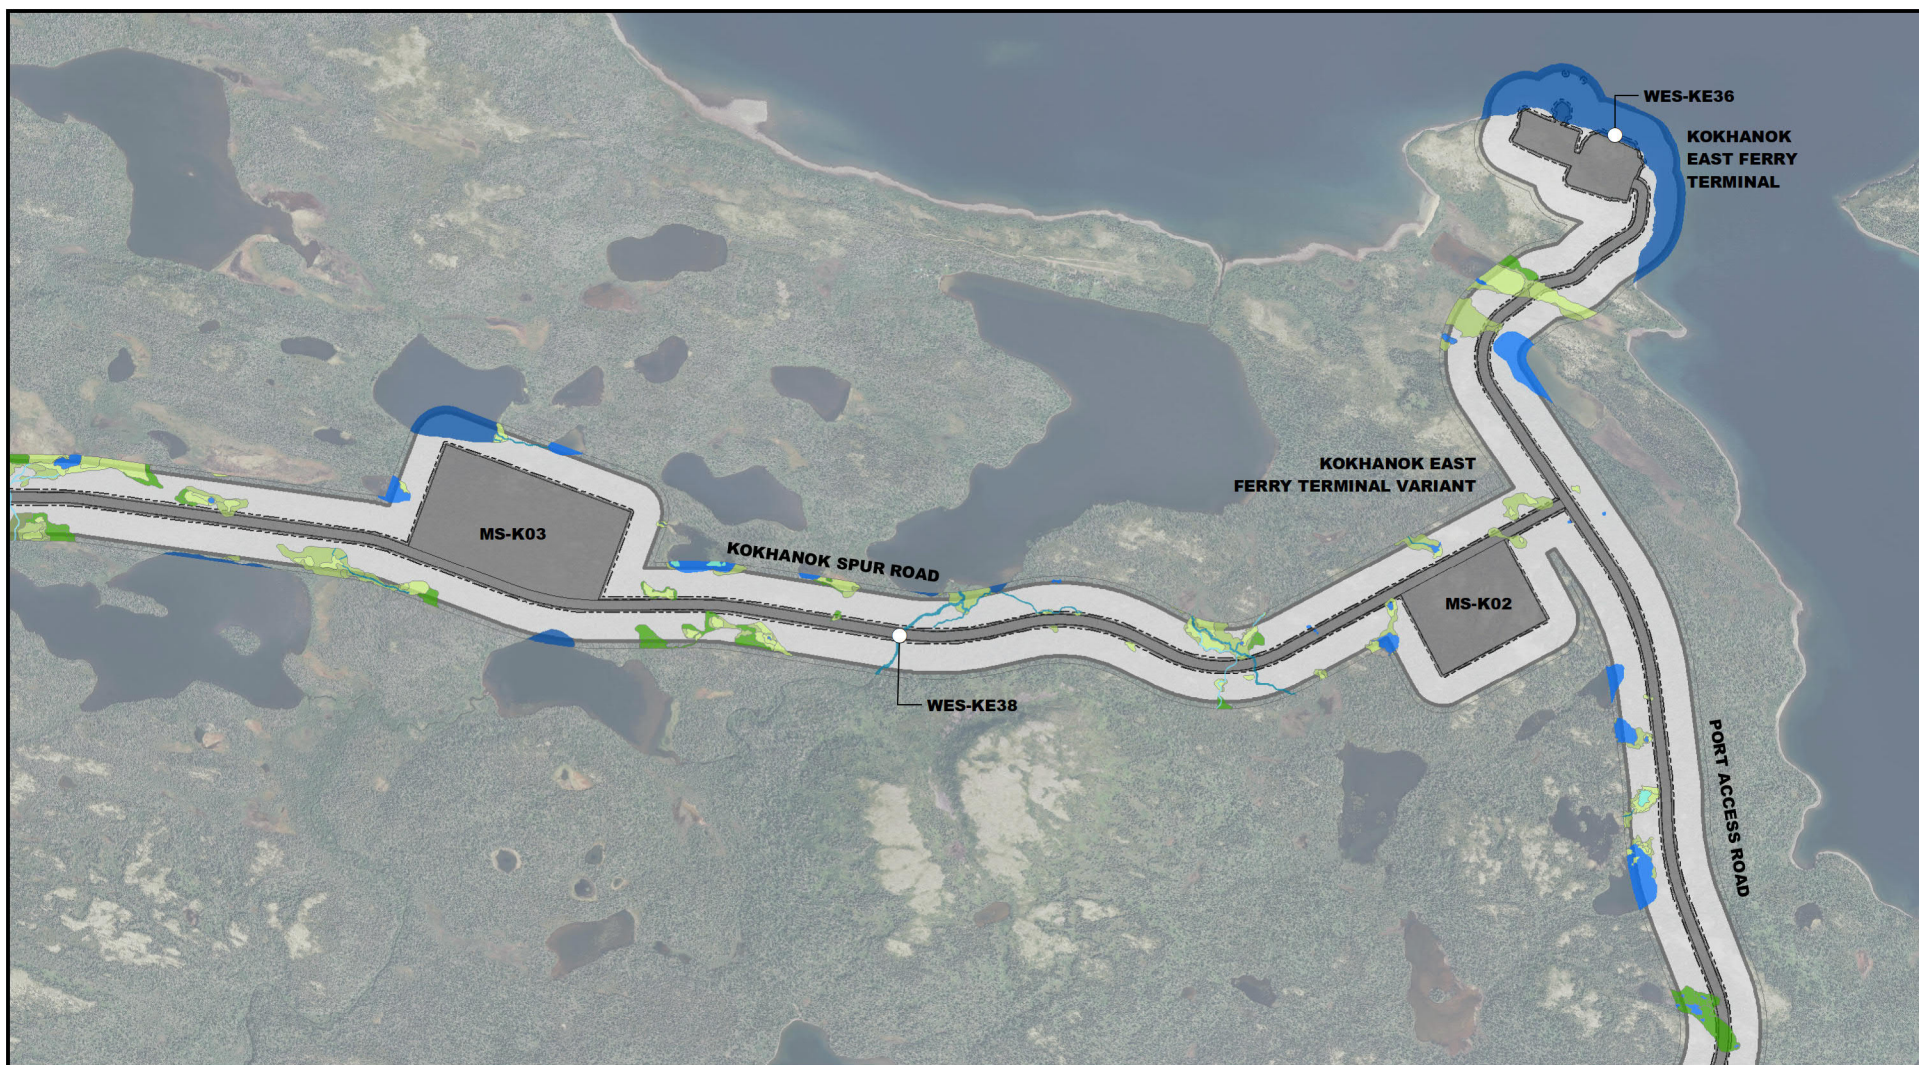 WES-KE36
KOKHANOK
EAST FERRY
TERMINAL
KOKHANOK EAST
FERRY TERMINAL VARIANT
MS-K03
KOKHANOK SPUR ROAD
MS-K02
WES-KE38
PORT ACCESS ROAD